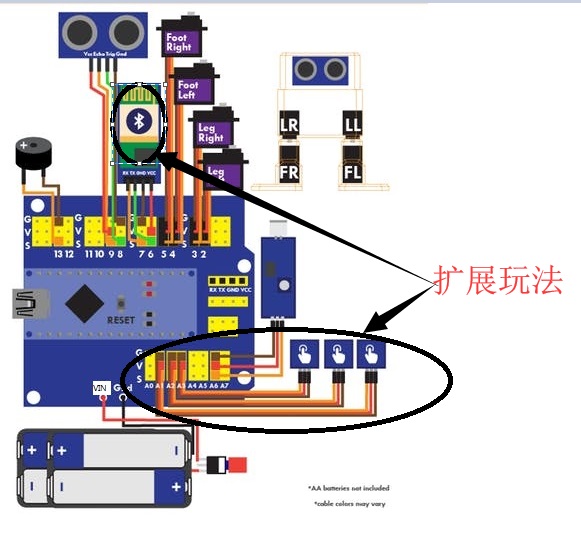 Vcc Echo Trig Gnd
Foot
Right
Foot
Left
Leg
Right
Leg
RX TX GND VCC
LR
LL
FR
FL
+
G
V
S
G
V
S
G
V
S
G
V
S
13 12
11 10
9 8
7 6
5 4
3 2
扩展玩法
RX TX GND VCC
RESET
G
V
S
A0 A1 A2 A3 A4 A5 A6 A7
VIN
Gnd
+
+
-
-
-
+
*AA batteries not included
*cable colors may vary